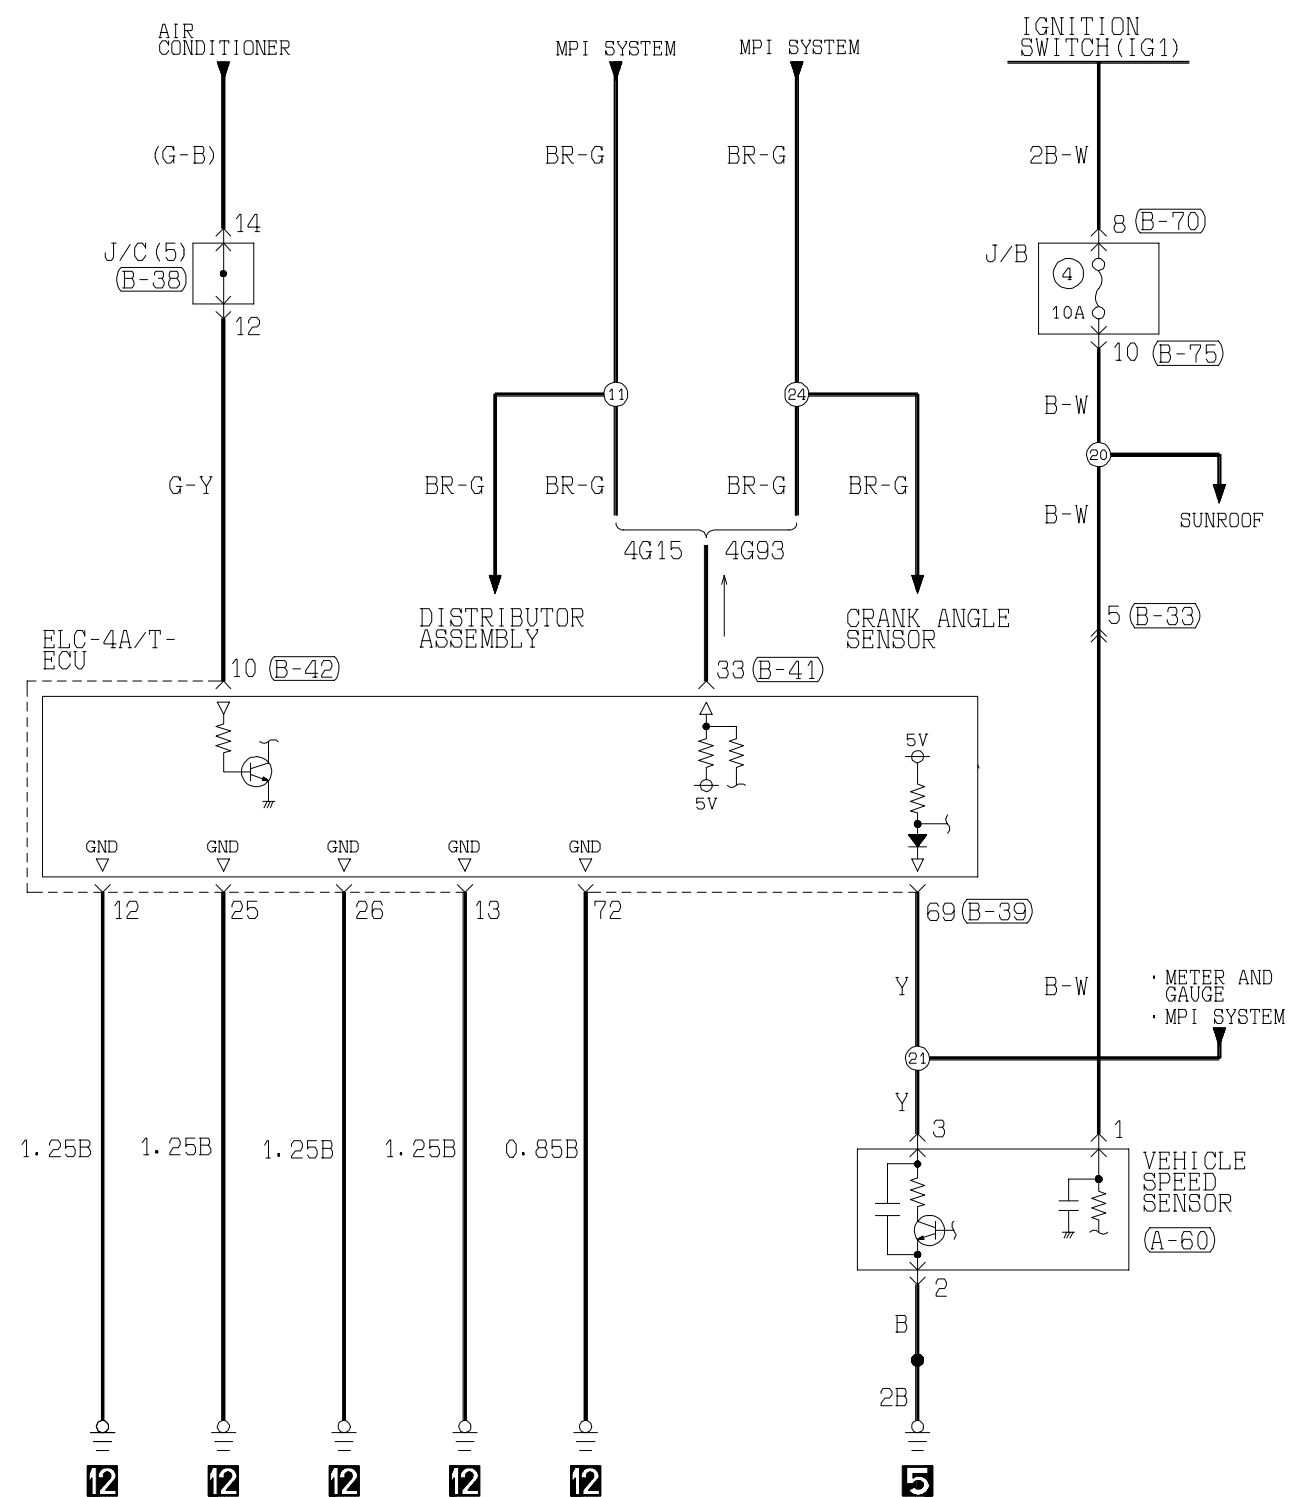 AIR
CONDITIONER
MPI SYSTEM
MPI SYSTEM
IGNITION
SWITCH(IG1)
(G-B)
BR-G
BR-G
2B-W
14
8 (B-70)
J/C(5)
(B-38)
J/B
4
10A
12
10 (B-75)
11
24
B-W
20
G-Y
BR-G
BR-G
BR-G
BR-G
B-W
SUNROOF
4G15
4G93
DISTRIBUTOR
ASSEMBLY
CRANK ANGLE
SENSOR
5 (B-33)
ELC-4A/T-
ECU
10 (B-42)
33 (B-41)
5V
5V
GND
GND
GND
GND
GND
12
25
26
13
72
69 (B-39)
Y
B-W
· METER AND
GAUGE
· MPI SYSTEM
21
Y
3
1
1.25B
1.25B
1.25B
1.25B
0.85B
VEHICLE
SPEED
SENSOR
(A-60)
2
B
2B
12
12
12
12
12
5